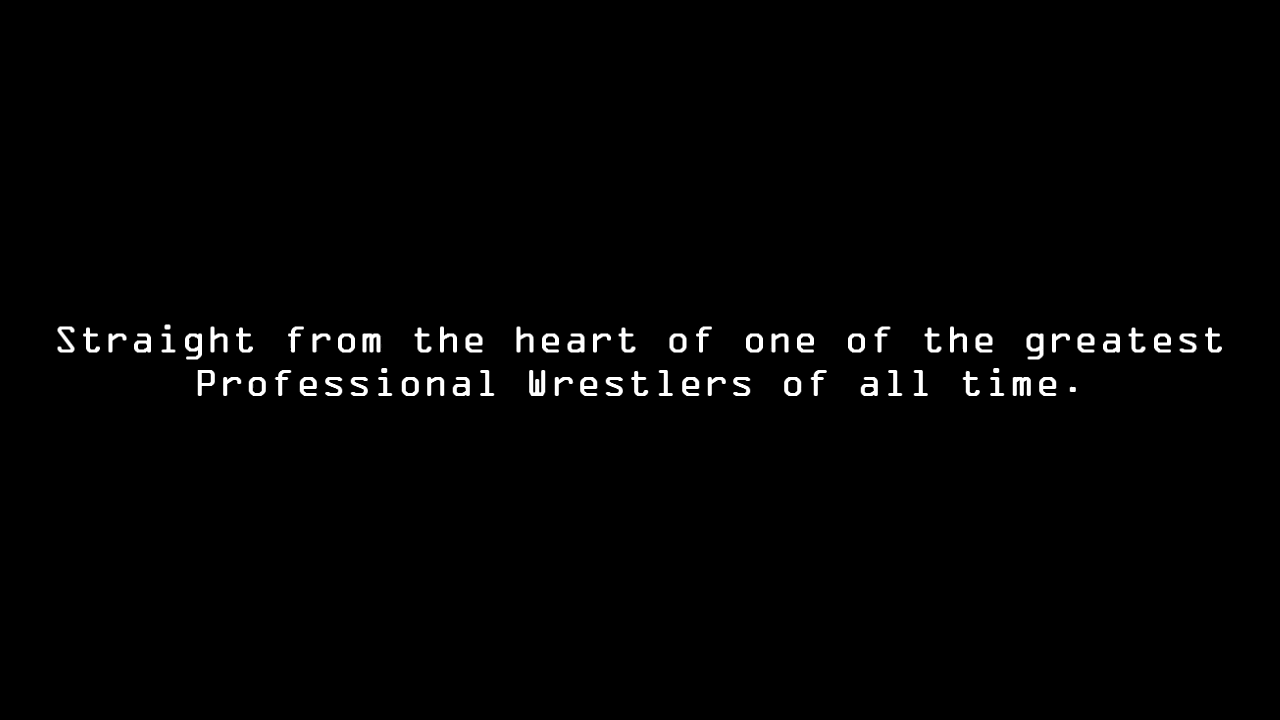 Straight from the heart of one of the greatest
Professional Wrestlers of all time.